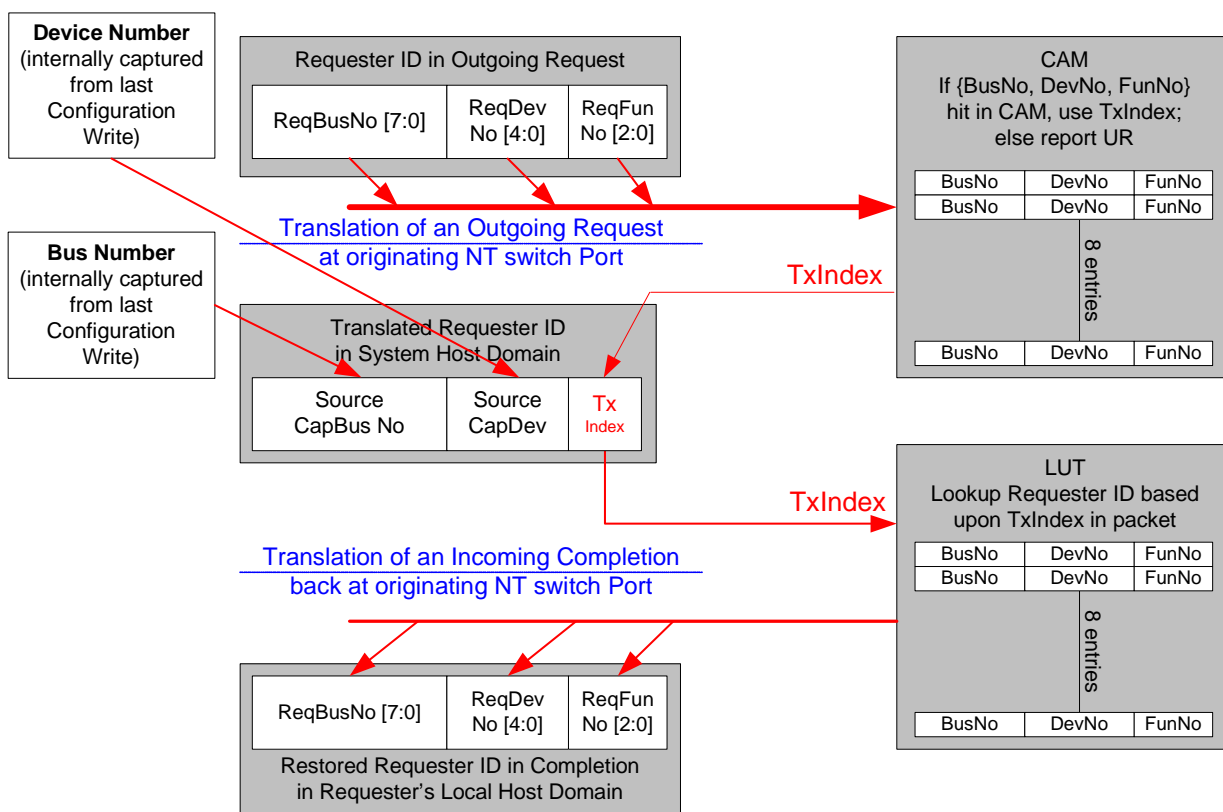 Device Number
(internally captured
from last
Configuration
Write)
Requester ID in Outgoing Request
ReqBusNo [7:0]
ReqDev
No [4:0]
ReqFun
No [2:0]
CAM
If {BusNo, DevNo, FunNo}
hit in CAM, use TxIndex;
else report UR
BusNo DevNo FunNo
BusNo DevNo FunNo
8 entries
BusNo DevNo FunNo
Translation of an Outgoing Request
at originating NT switch Port
Bus Number
(internally captured
from last
Configuration
Write)
TxIndex
Translated Requester ID
in System Host Domain
Source
CapBus No
Source
CapDev
Tx
Index
TxIndex
LUT
Lookup Requester ID based
upon TxIndex in packet
BusNo DevNo FunNo
BusNo DevNo FunNo
8 entries
BusNo DevNo FunNo
Translation of an Incoming Completion
back at originating NT switch Port
ReqBusNo [7:0]
ReqDev
No [4:0]
ReqFun
No [2:0]
Restored Requester ID in Completion
in Requester's Local Host Domain